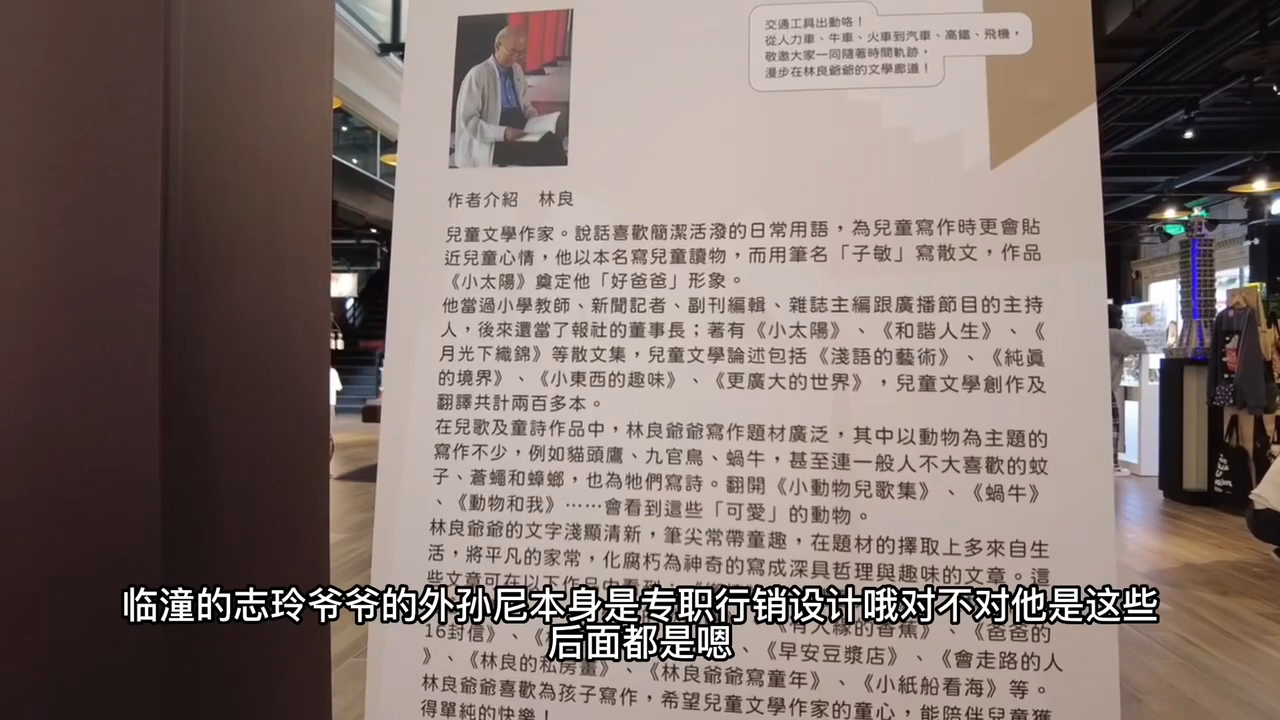 交通工具出動咯！
從人力車、牛車、火車到汽車、高鐵、飛機，
敬邀大家一同隨著時間軌跡，
漫步在林良爺爺的文學廊道！
作者介紹　林良
兒童文學作家。說話喜歡簡潔活潑的日常用語，為兒童寫作時更會貼
近兒童心情，他以本名寫兒童讀物，而用筆名「子敏」寫散文，作品
《小太陽》奠定他「好爸爸」形象。
他當過小學教師、新聞記者、副刊編輯、雜誌主編跟廣播節目的主持
人，後來還當了報社的董事長；著有《小太陽》、《和諧人生》、《
月光下織錦》等散文集，兒童文學論述包括《淺語的藝術》、《純真
的境界》、《小東西的趣味》、《更廣大的世界》，兒童文學創作及
翻譯共計兩百多本。
在兒歌及童詩作品中，林良爺爺寫作題材廣泛，其中以動物為主題的
寫作不少，例如貓頭鷹、九官鳥、蝸牛，甚至連一般人不大喜歡的蚊
子、蒼蠅和蟑螂，也為牠們寫詩。翻開《小動物兒歌集》、《蝸牛》
、《動物和我》⋯⋯會看到這些「可愛」的動物。
林良爺爺的文字淺顯清新，筆尖常帶童趣，在題材的擇取上多來自生
活，將平凡的家常，化腐朽為神奇的寫成深具哲理與趣味的文章。這
些文章可在以下作品中看到：
16封信》、《有人緣的香蕉》、《爸爸的
》、《林良的私房畫》、《早安豆漿店》、《會走路的人
》、《林良爺爺寫童年》、《小紙船看海》等。
林良爺爺喜歡為孩子寫作，希望兒童文學作家的童心，能陪伴兒童獲
得單純的快樂！
临潼的志玲爷爷的外孙尼本身是专职行销设计哦对不对他是这些
后面都是嗯